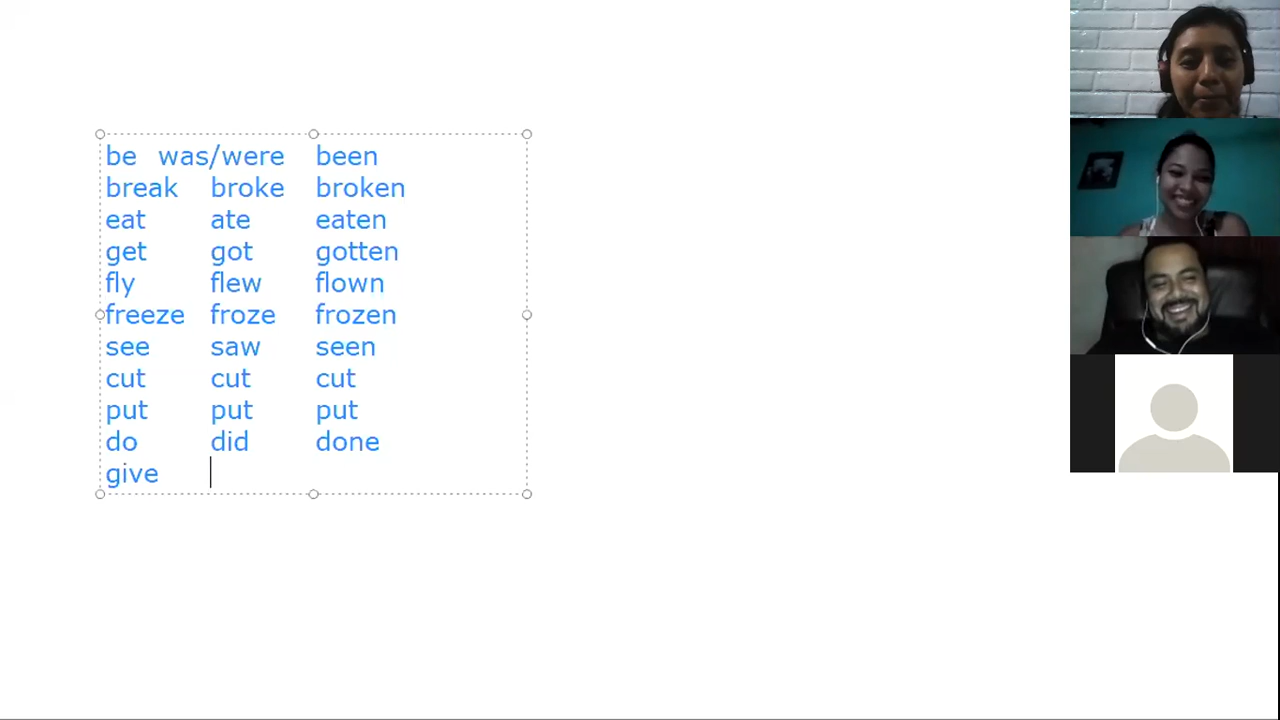 be was/were been
break broke broken
eat ate eaten
get got gotten
fly flew flown
freeze froze frozen
see saw seen
cut cut cut
put put put
do did done
give